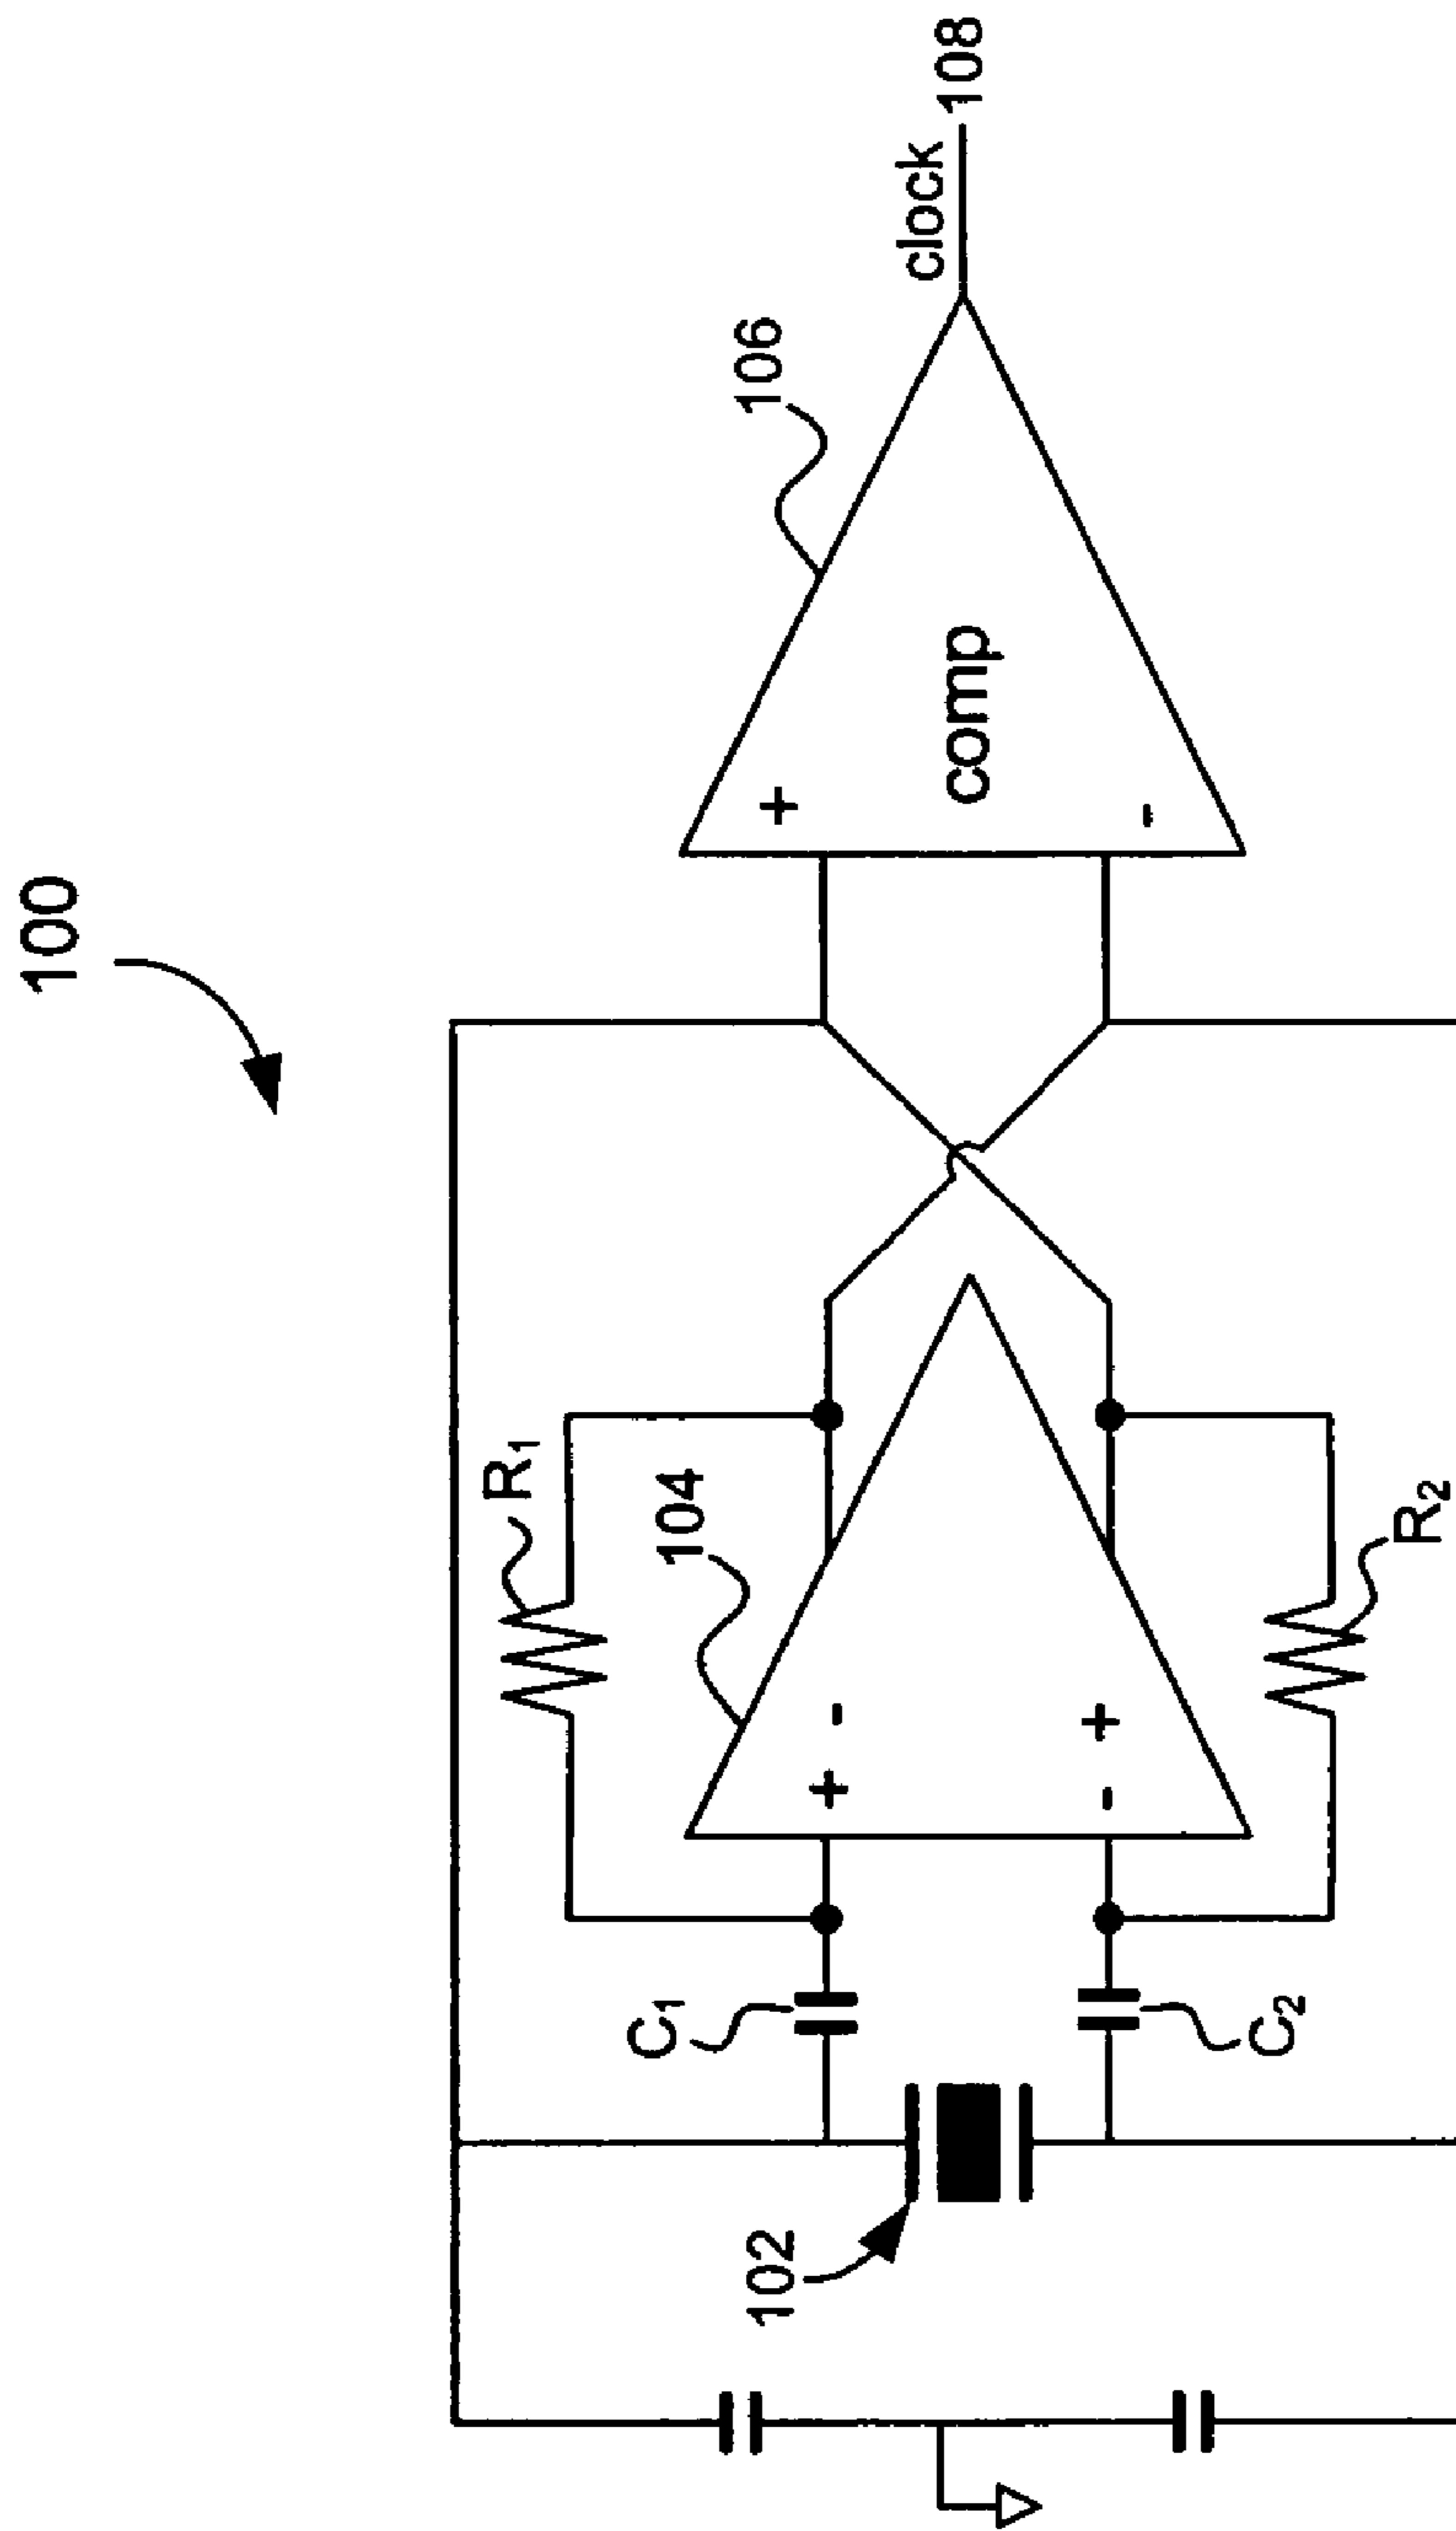 100
106
clock
108
+
comp
-
R₁
104
+
-
-
+
C₁
102
C₂
R₂